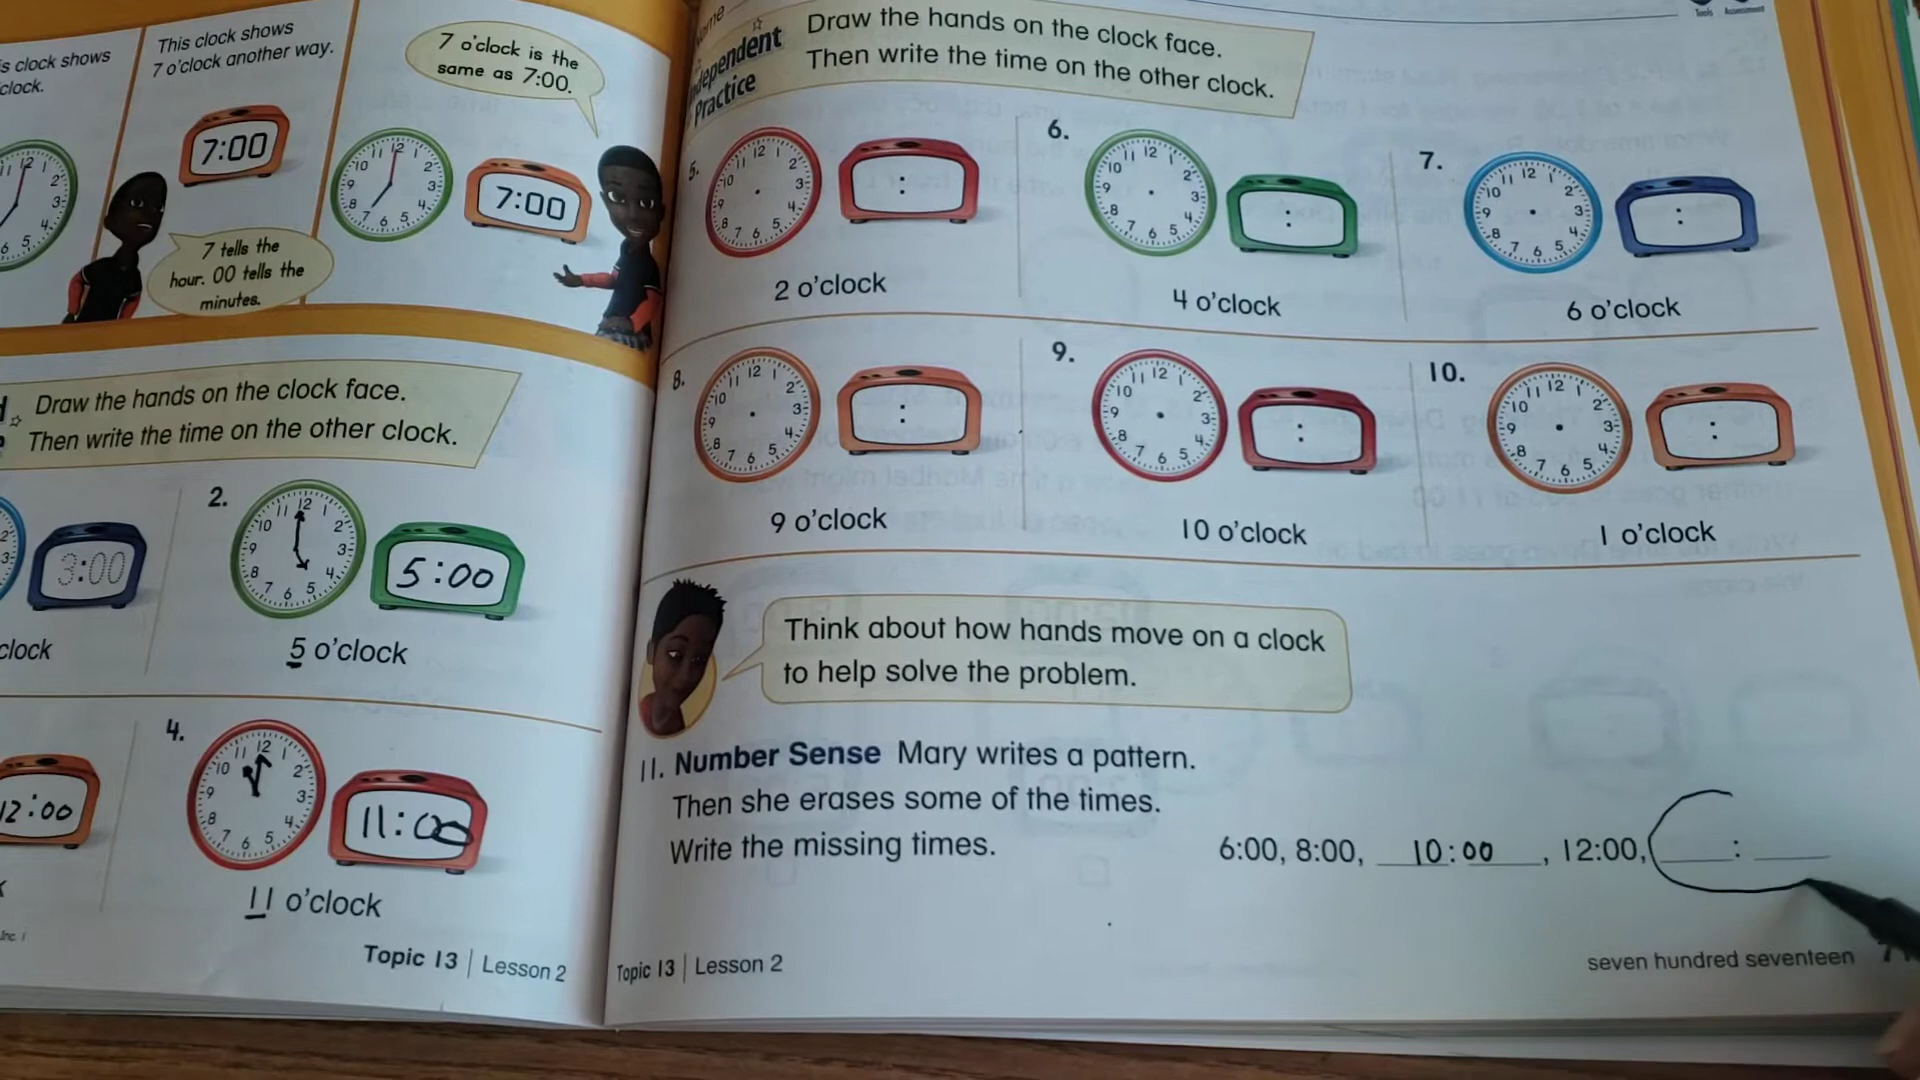 s clock shows
clock.
This clock shows
7 o'clock another way.
7:00
7 tells the
hour. 00 tells the
minutes.
7 o'clock is the
same as 7:00.
7:00
Draw the hands on the clock face.
Then write the time on the other clock.
3:00
clock
2.
5:00
5 o'clock
12:00
4.
11:00
11 o'clock
Topic 13 | Lesson 2
Name
Independent
Practice
Draw the hands on the clock face.
Then write the time on the other clock.
Tools Assessment
5.
:
2 o'clock
6.
:
4 o'clock
7.
:
6 o'clock
8.
:
9 o'clock
9.
:
10 o'clock
10.
:
1 o'clock
Think about how hands move on a clock
to help solve the problem.
11. Number Sense Mary writes a pattern.
Then she erases some of the times.
Write the missing times.
6:00, 8:00, 10:00, 12:00, ___:___
Topic 13 | Lesson 2
seven hundred seventeen